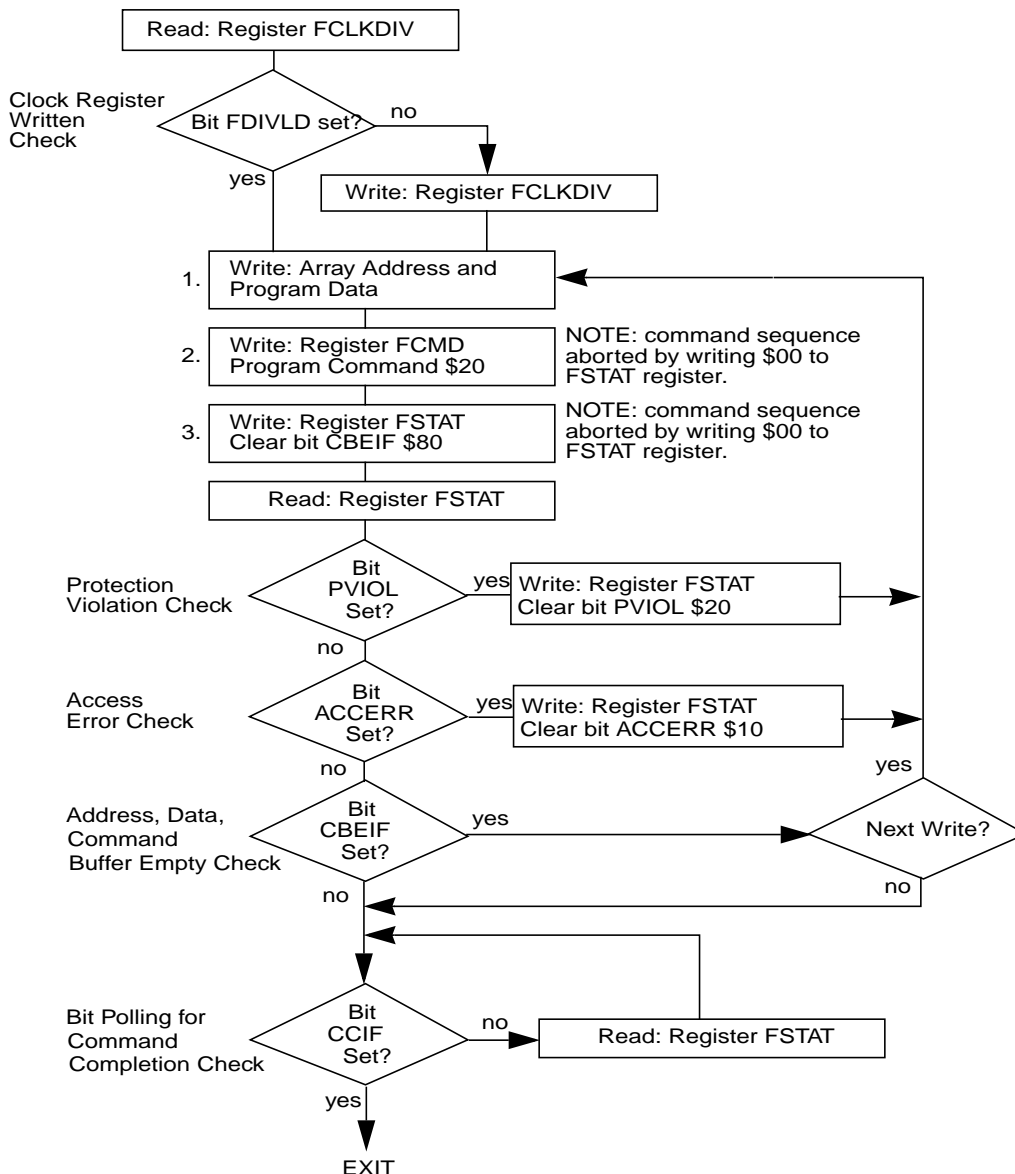 Read: Register FCLKDIV
Clock Register
Written
Check
Bit FDIVLD set?
no
yes
Write: Register FCLKDIV
1.
Write: Array Address and
Program Data
2.
Write: Register FCMD
Program Command $20
NOTE: command sequence
aborted by writing $00 to
FSTAT register.
3.
Write: Register FSTAT
Clear bit CBEIF $80
NOTE: command sequence
aborted by writing $00 to
FSTAT register.
Read: Register FSTAT
Protection
Violation Check
Bit
PVIOL
Set?
yes
Write: Register FSTAT
Clear bit PVIOL $20
no
Access
Error Check
Bit
ACCERR
Set?
yes
Write: Register FSTAT
Clear bit ACCERR $10
no
yes
Address, Data,
Command
Buffer Empty Check
Bit
CBEIF
Set?
yes
Next Write?
no
no
Bit Polling for
Command
Completion Check
Bit
CCIF
Set?
no
Read: Register FSTAT
yes
EXIT